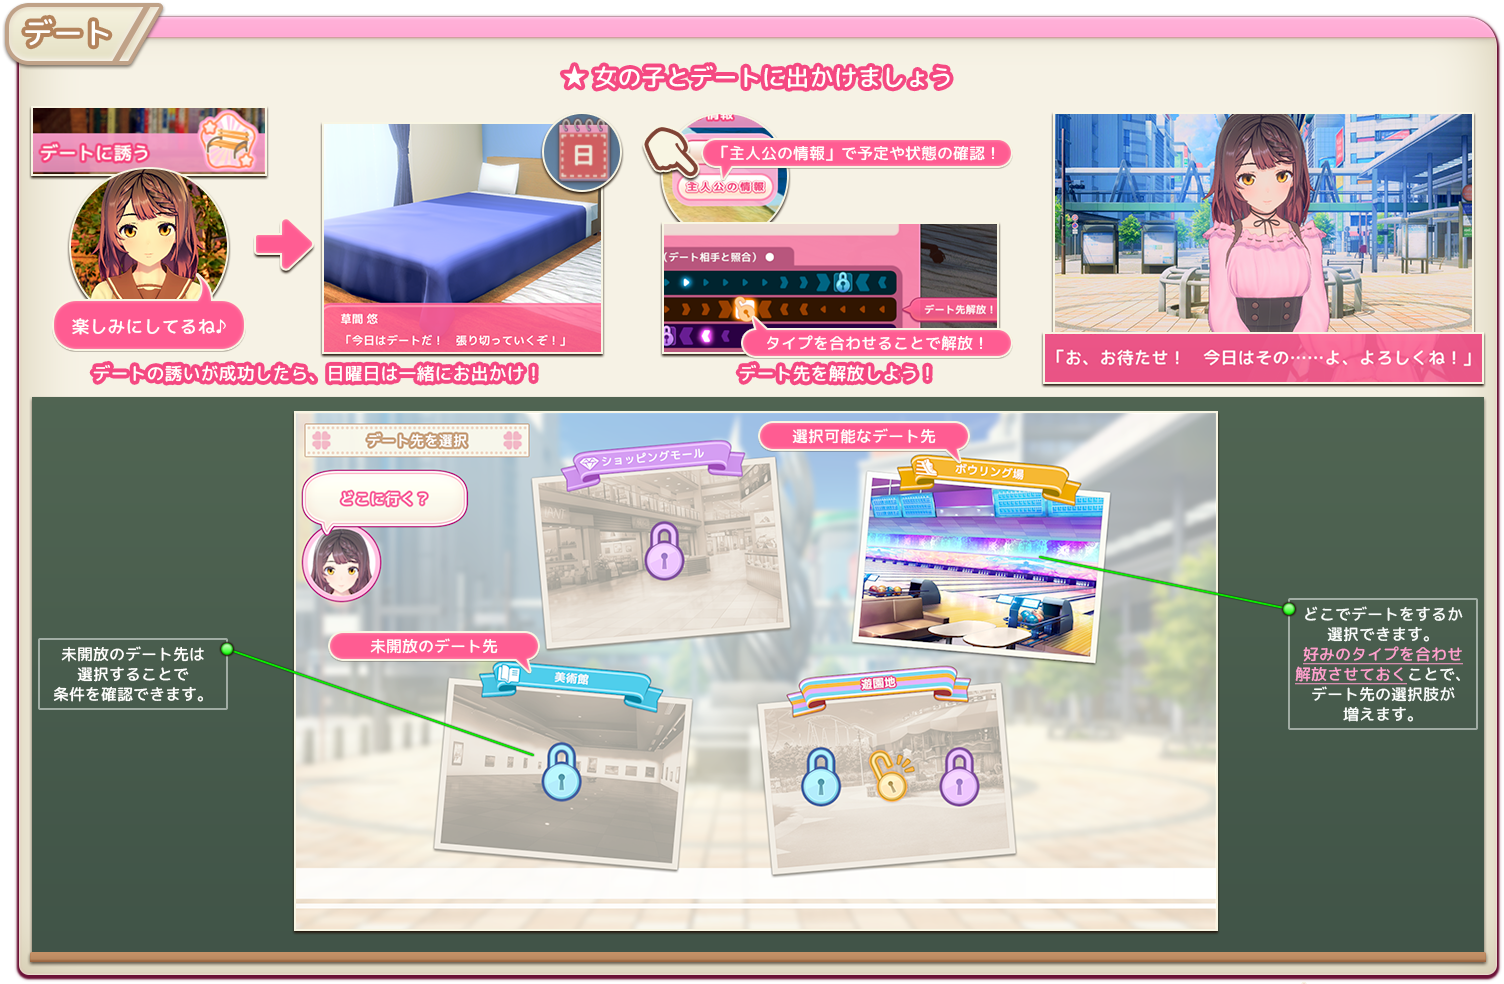 デート
★女の子とデートに出かけましょう
デートに誘う
楽しみにしてるね♪
日
草間 悠
「今日はデートだ！　張り切っていくぞ！」
デートの誘いが成功したら、日曜日は一緒にお出かけ！
情報
「主人公の情報」で予定や状態の確認！
主人公の情報
（デート相手と照合）
デート先解放！
タイプを合わせることで解放！
デート先を解放しよう！
「お、お待たせ！　今日はその……よ、よろしくね！」
デート先を選択
どこに行く？
ショッピングモール
選択可能なデート先
ボウリング場
未開放のデート先は
選択することで
条件を確認できます。
未開放のデート先
美術館
遊園地
どこでデートをするか
選択できます。
好みのタイプを合わせ
解放させておくことで、
デート先の選択肢が
増えます。